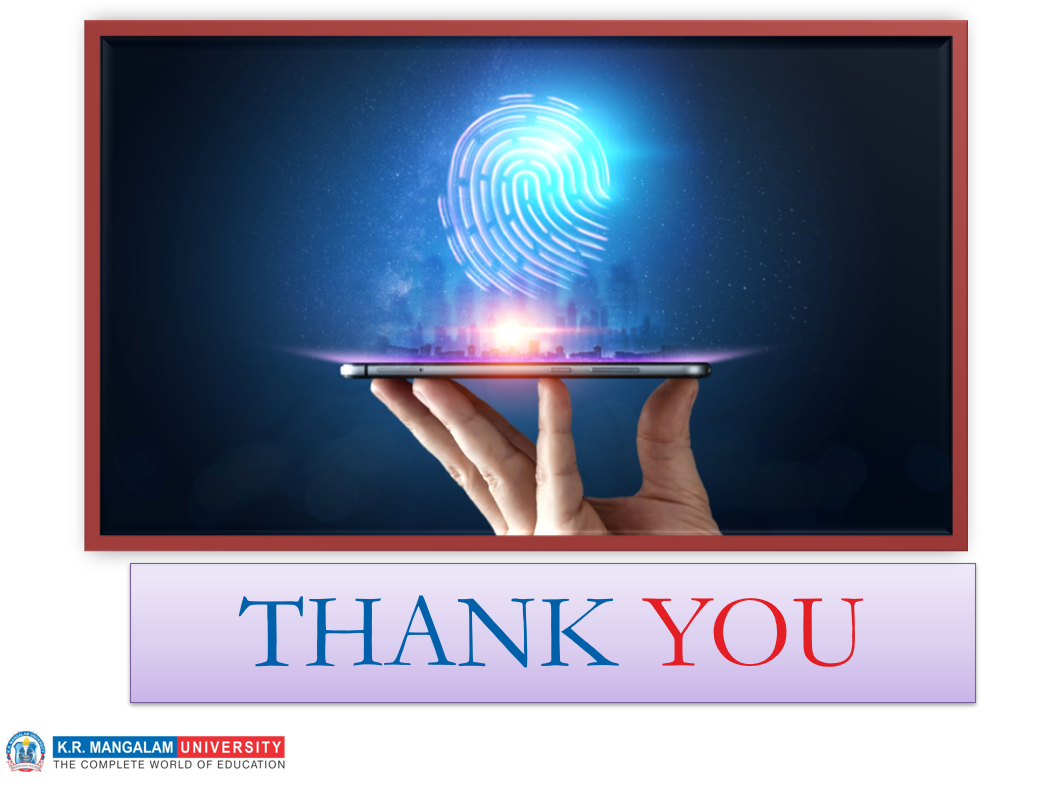 THANK YOU
K.R. MANGALAM UNIVERSITY
THE COMPLETE WORLD OF EDUCATION